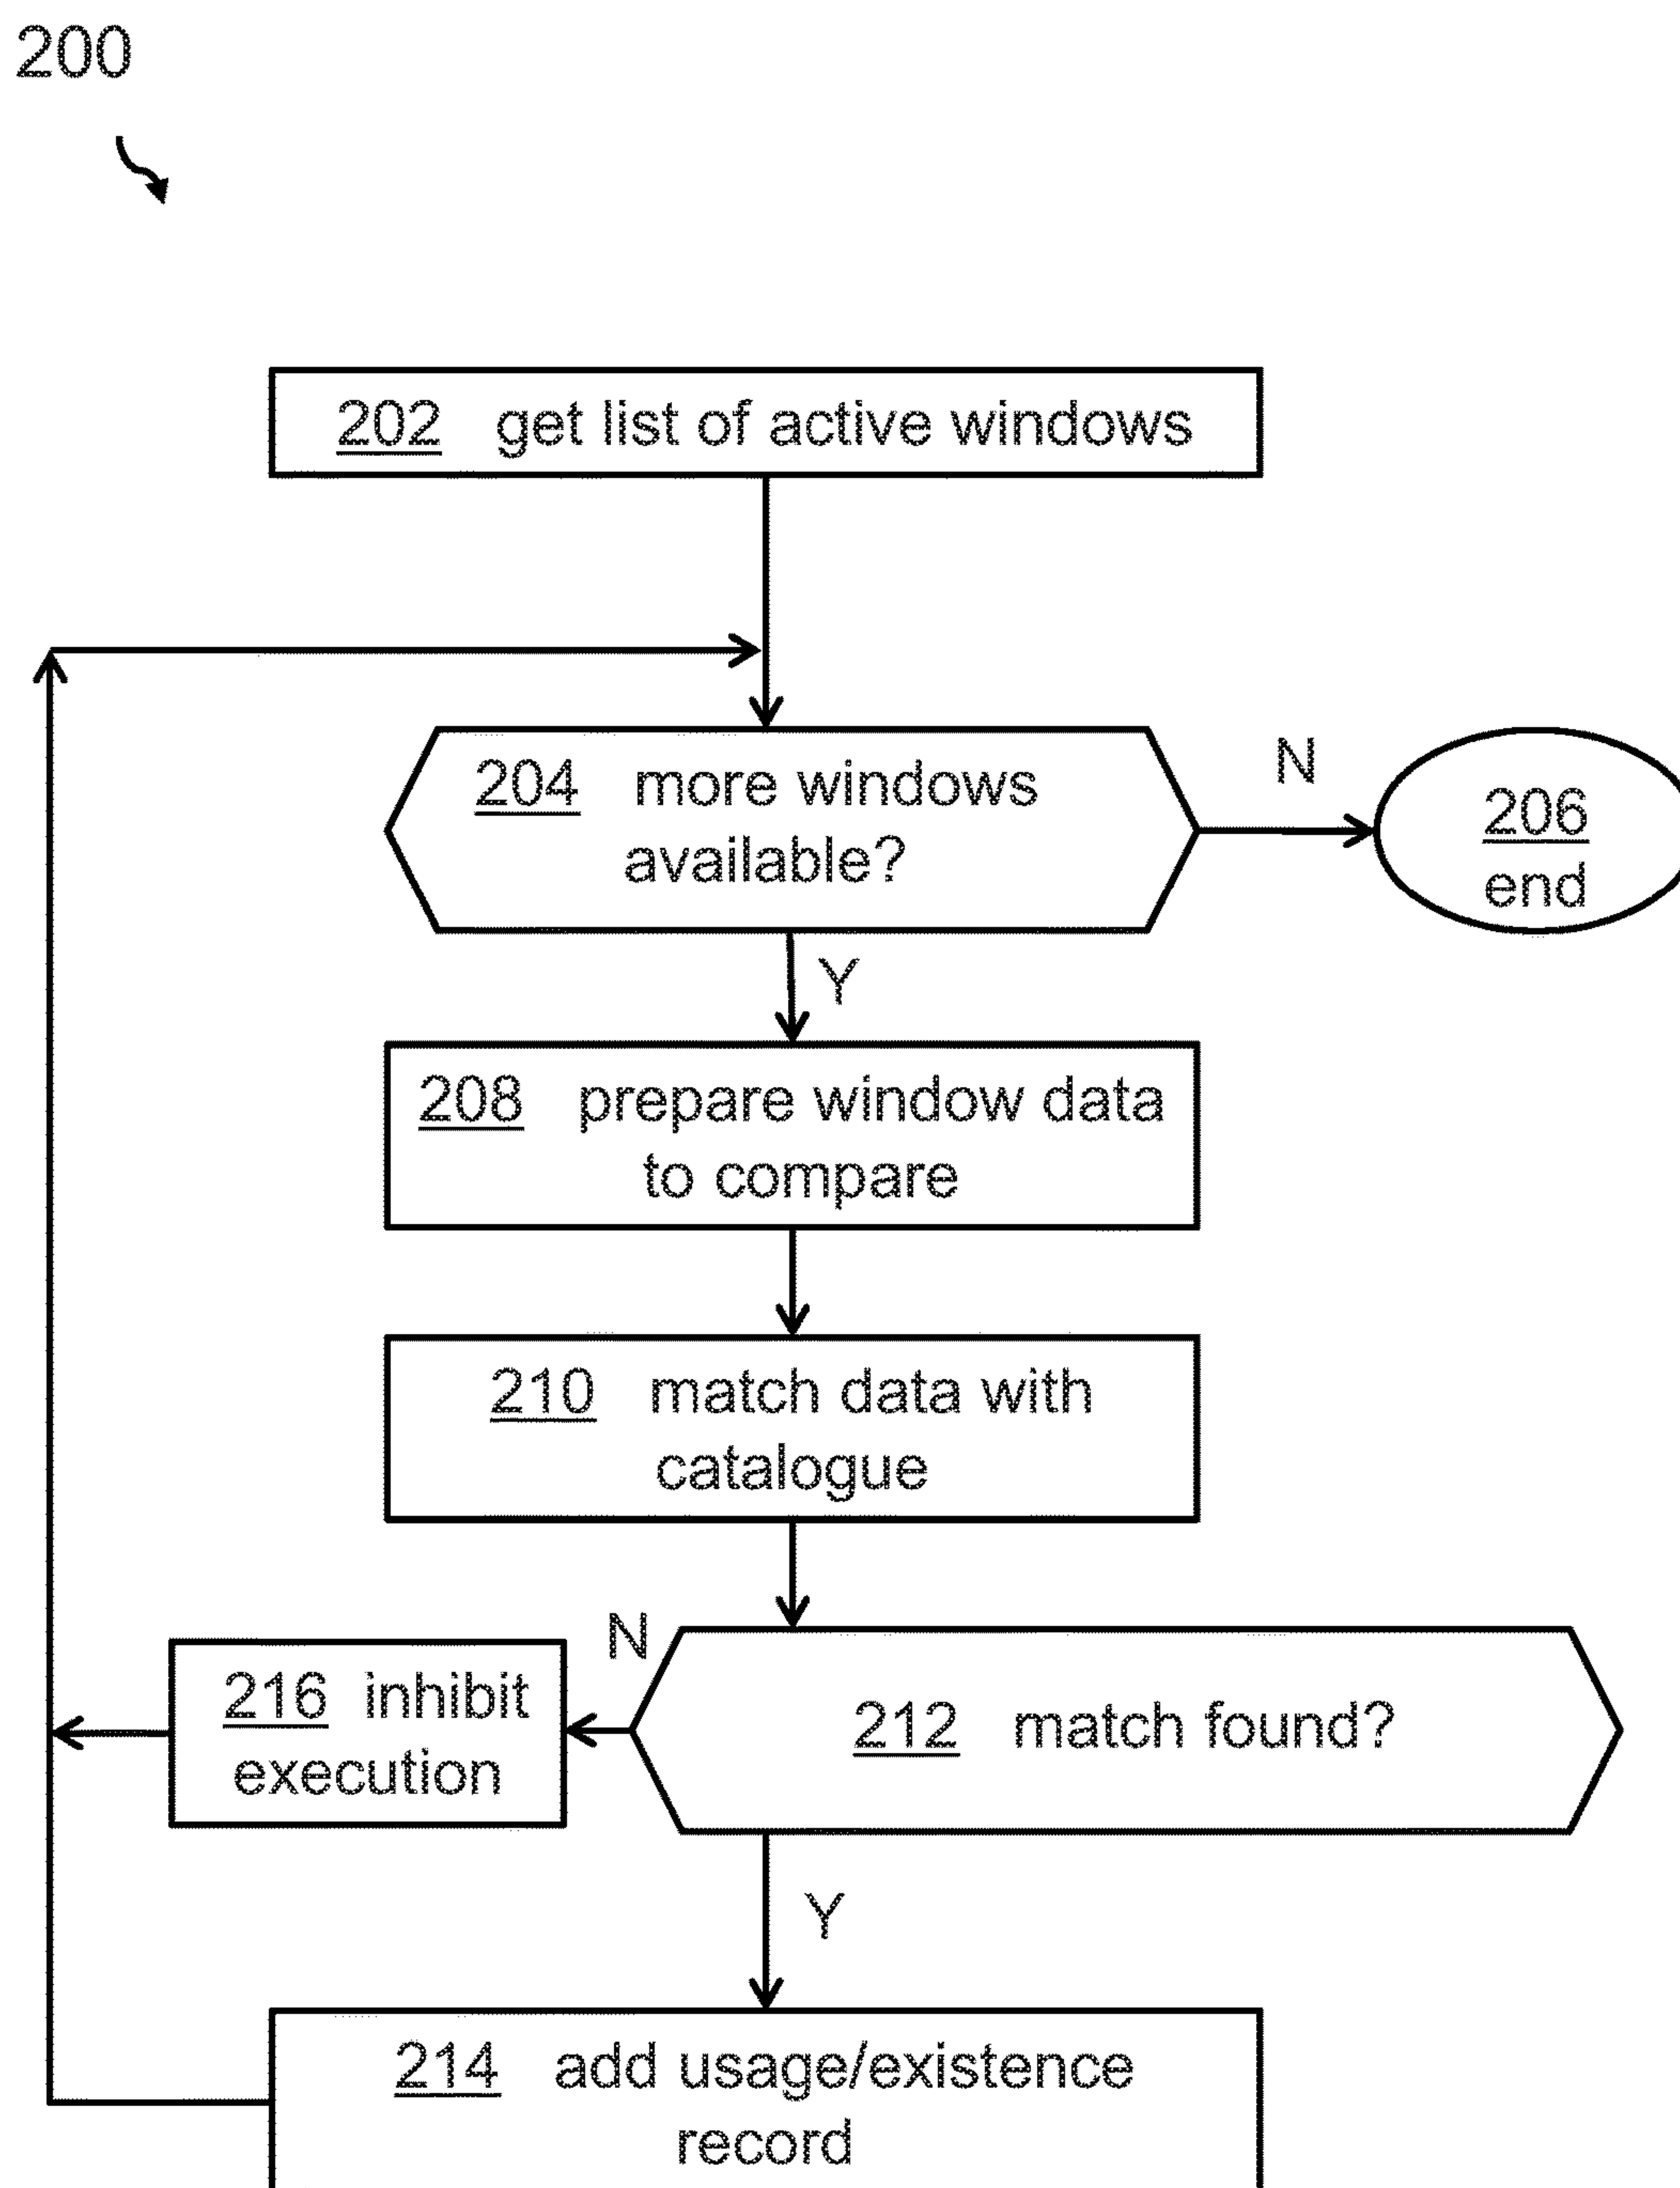 200
202 get list of active windows
204 more windows
available?
N
206
end
Y
208 prepare window data
to compare
210 match data with
catalogue
N
216 inhibit
execution
212 match found?
Y
214 add usage/existence
record